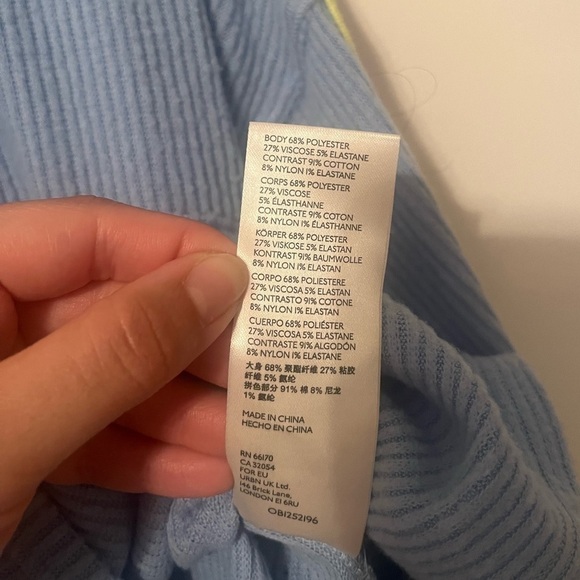 BODY 68% POLYESTER
27% VISCOSE 5% ELASTANE
CONTRAST 91% COTTON
8% NYLON 1% ELASTANE
CORPS 68% POLYESTER
27% VISCOSE
5% ÉLASTHANNE
CONTRASTE 91% COTON
8% NYLON 1% ÉLASTHANNE
KÖRPER 68% POLYESTER
27% VISKOSE 5% ELASTAN
KONTRAST 91% BAUMWOLLE
8% NYLON 1% ELASTAN
CORPO 68% POLIESTERE
27% VISCOSA 5% ELASTAN
CONTRASTO 91% COTONE
8% NYLON 1% ELASTAN
CUERPO 68% POLIÉSTER
27% VISCOSA 5% ELASTANE
CONTRASTE 91% ALGODÓN
8% NYLON 1% ELASTANE
大身 68% 聚酯纤维 27% 粘胶
纤维 5% 氨纶
拼色部分 91% 棉 8% 尼龙
1% 氨纶
MADE IN CHINA
HECHO EN CHINA
RN 66170
CA 32054
FOR EU
URBN UK Ltd.
146 Brick Lane,
LONDON E1 6RU
OB1252196